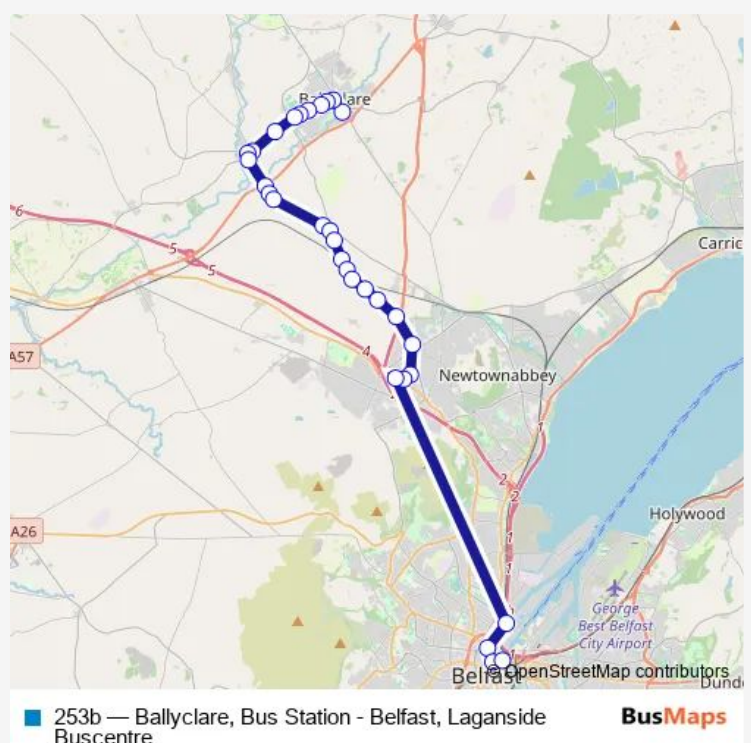 Ballyclare
6
5
5
Carric
4
A57
Newtownabbey
1
2
2
Holywood
A26
1
1
George
Best Belfast
City Airport
Belfast
© OpenStreetMap contributors
Dund
253b — Ballyclare, Bus Station - Belfast, Laganside
Buscentre
BusMaps